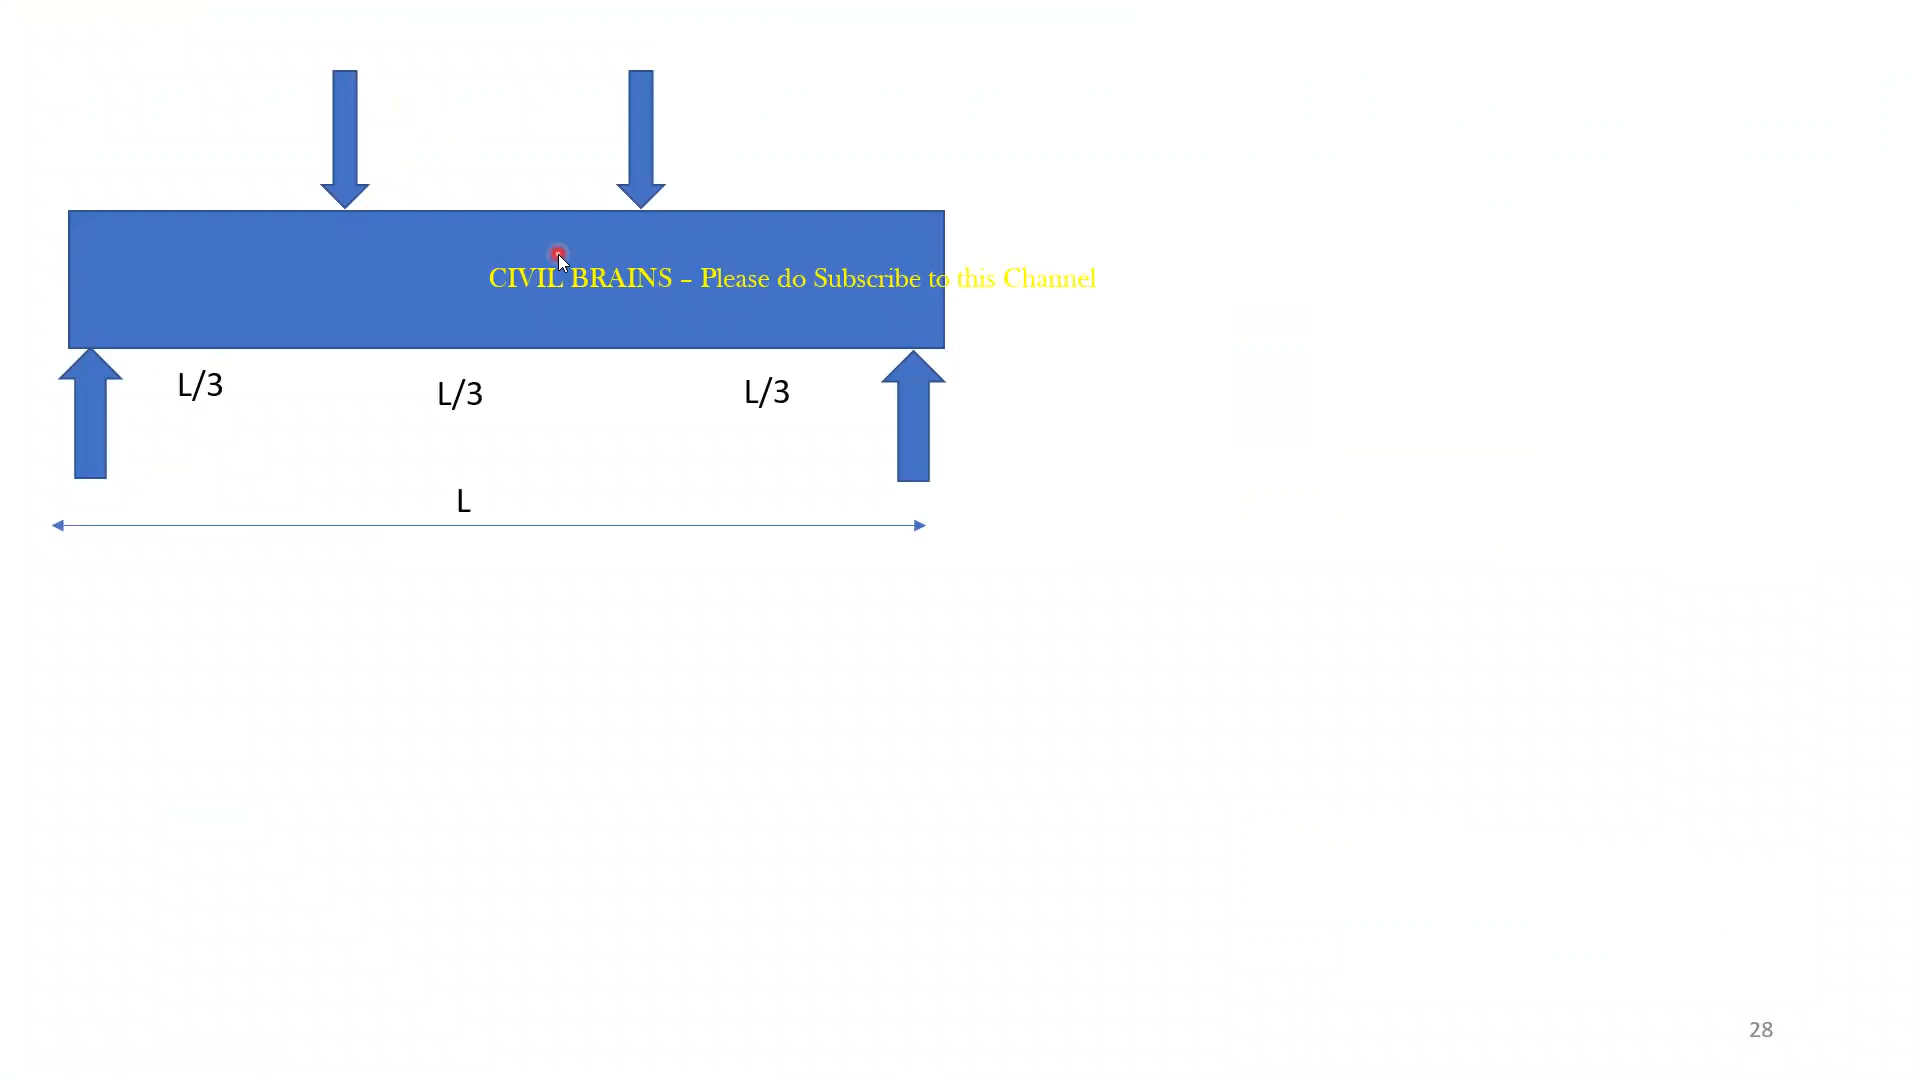 CIVIL BRAINS – Please do Subscribe to this Channel
L/3
L/3
L/3
L
28